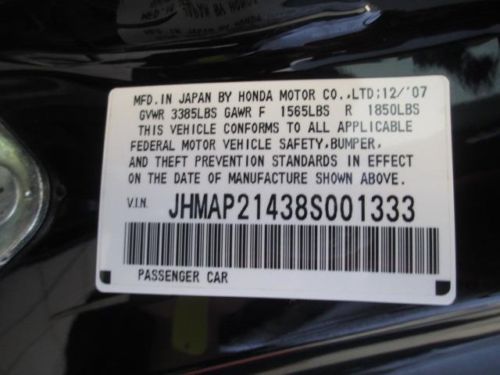 MFD. IN JAPAN BY HONDA MOTOR CO.,LTD:12/'07
GVWR 3385LBS GAWR F 1565LBS R 1850LBS
THIS VEHICLE CONFORMS TO ALL APPLICABLE
FEDERAL MOTOR VEHICLE SAFETY,BUMPER,
AND THEFT PREVENTION STANDARDS IN EFFECT
ON THE DATE OF MANUFACTURE SHOWN ABOVE.
V.I.N. JHMAP21438S001333
PASSENGER CAR